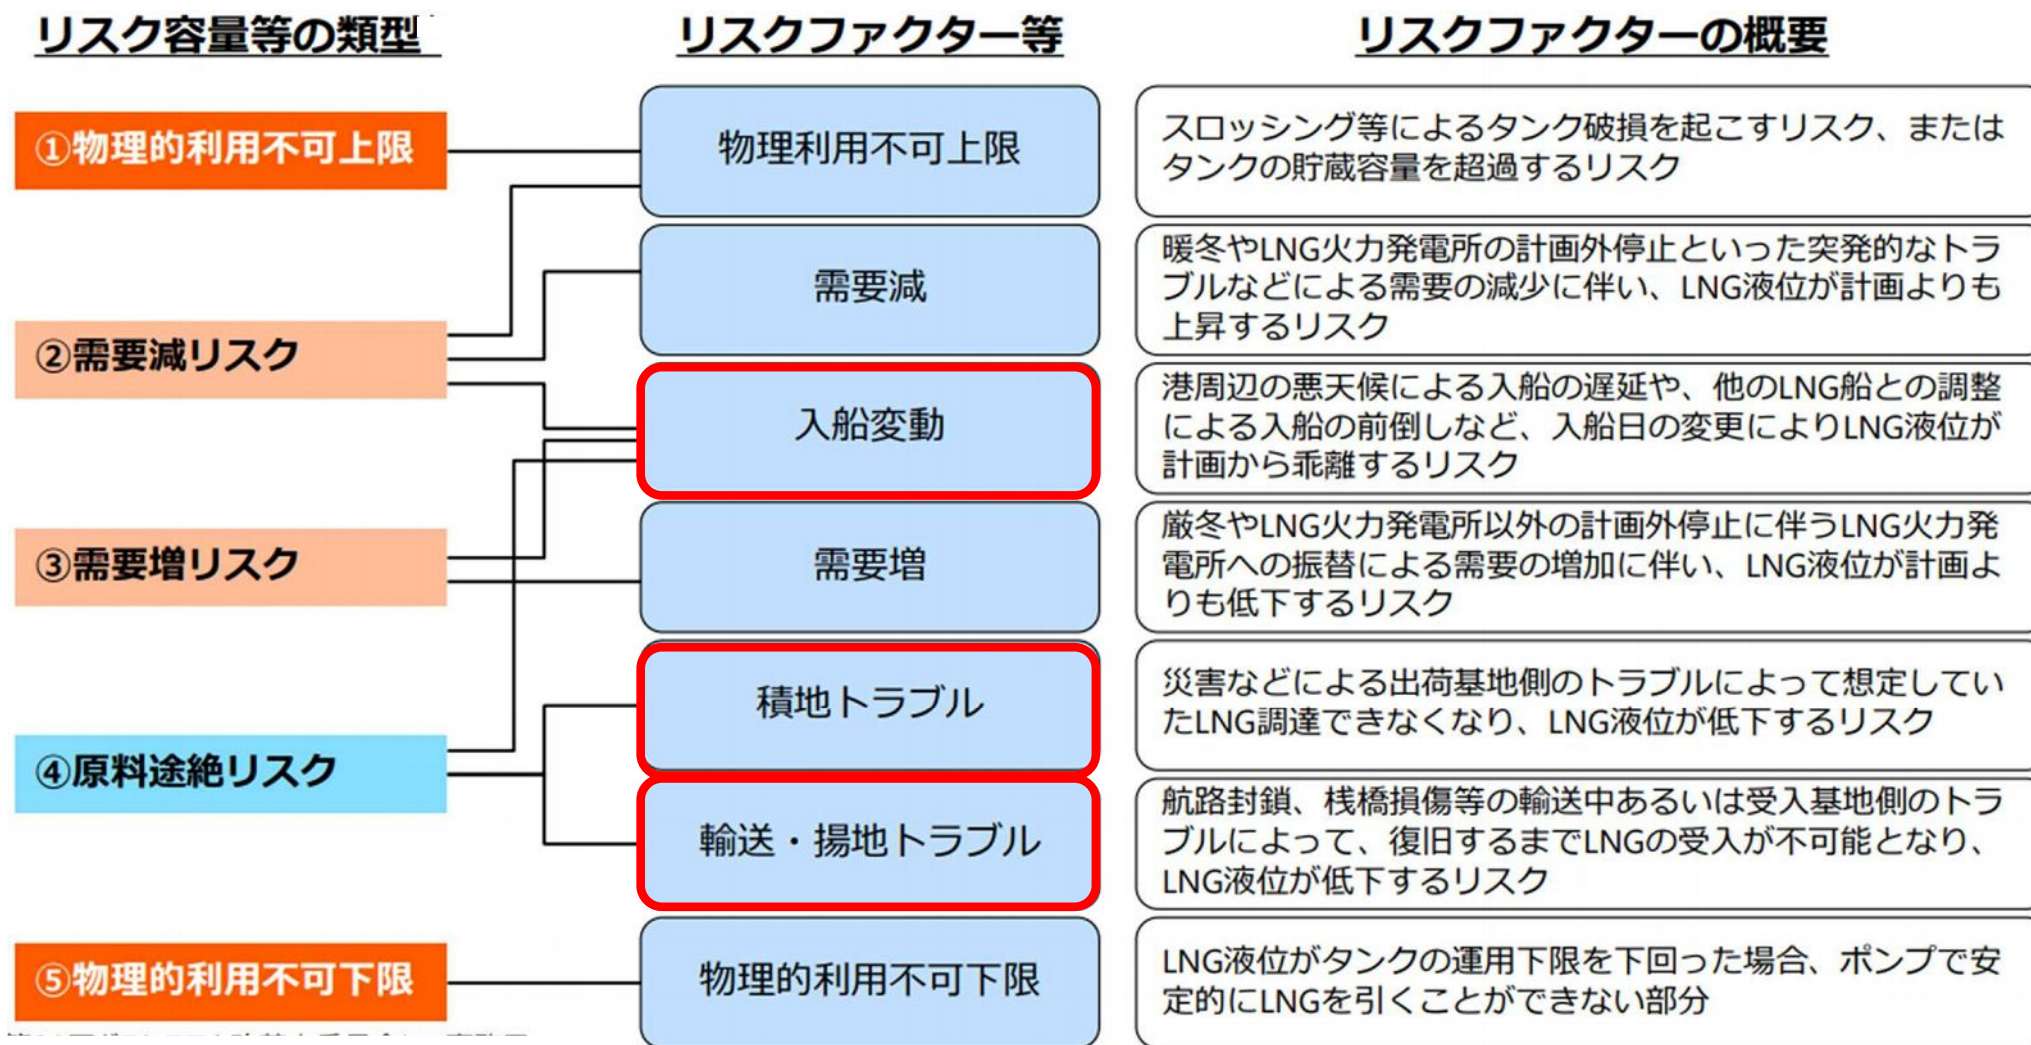 リスク容量等の類型
リスクファクター等
リスクファクターの概要
①物理的利用不可上限
物理利用不可上限
スロッシング等によるタンク破損を起こすリスク、または
タンクの貯蔵容量を超過するリスク
②需要減リスク
需要減
暖冬やLNG火力発電所の計画外停止といった突発的なトラ
ブルなどによる需要の減少に伴い、LNG液位が計画よりも
上昇するリスク
入船変動
港周辺の悪天候による入船の遅延や、他のLNG船との調整
による入船の前倒しなど、入船日の変更によりLNG液位が
計画から乖離するリスク
③需要増リスク
需要増
厳冬やLNG火力発電所以外の計画外停止に伴うLNG火力発
電所への振替による需要の増加に伴い、LNG液位が計画よ
りも低下するリスク
④原料途絶リスク
積地トラブル
災害などによる出荷基地側のトラブルによって想定してい
たLNG調達できなくなり、LNG液位が低下するリスク
輸送・揚地トラブル
航路封鎖、桟橋損傷等の輸送中あるいは受入基地側のトラ
ブルによって、復旧するまでLNGの受入が不可能となり、
LNG液位が低下するリスク
⑤物理的利用不可下限
物理的利用不可下限
LNG液位がタンクの運用下限を下回った場合、ポンプで安
定的にLNGを引くことができない部分